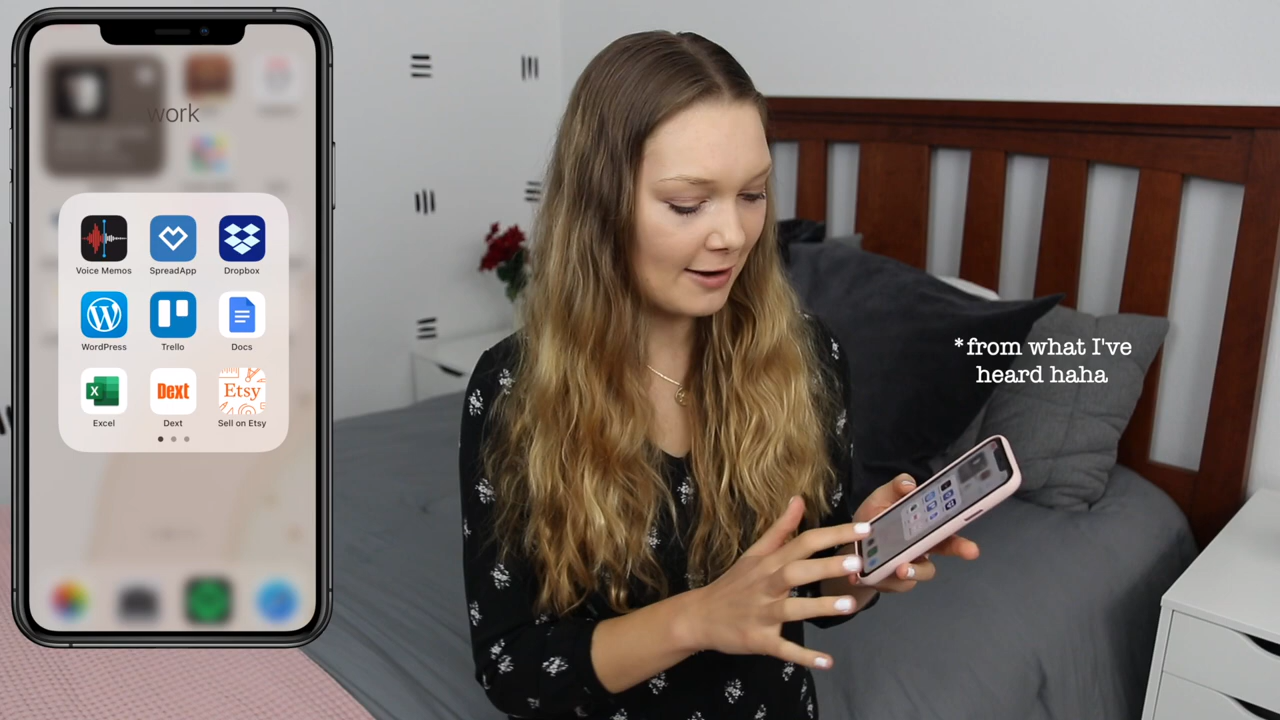 work
Voice Memos
SpreadApp
Dropbox
WordPress
Trello
Docs
Dext
Etsy
Excel
Dext
Sell on Etsy
*from what I've
heard haha